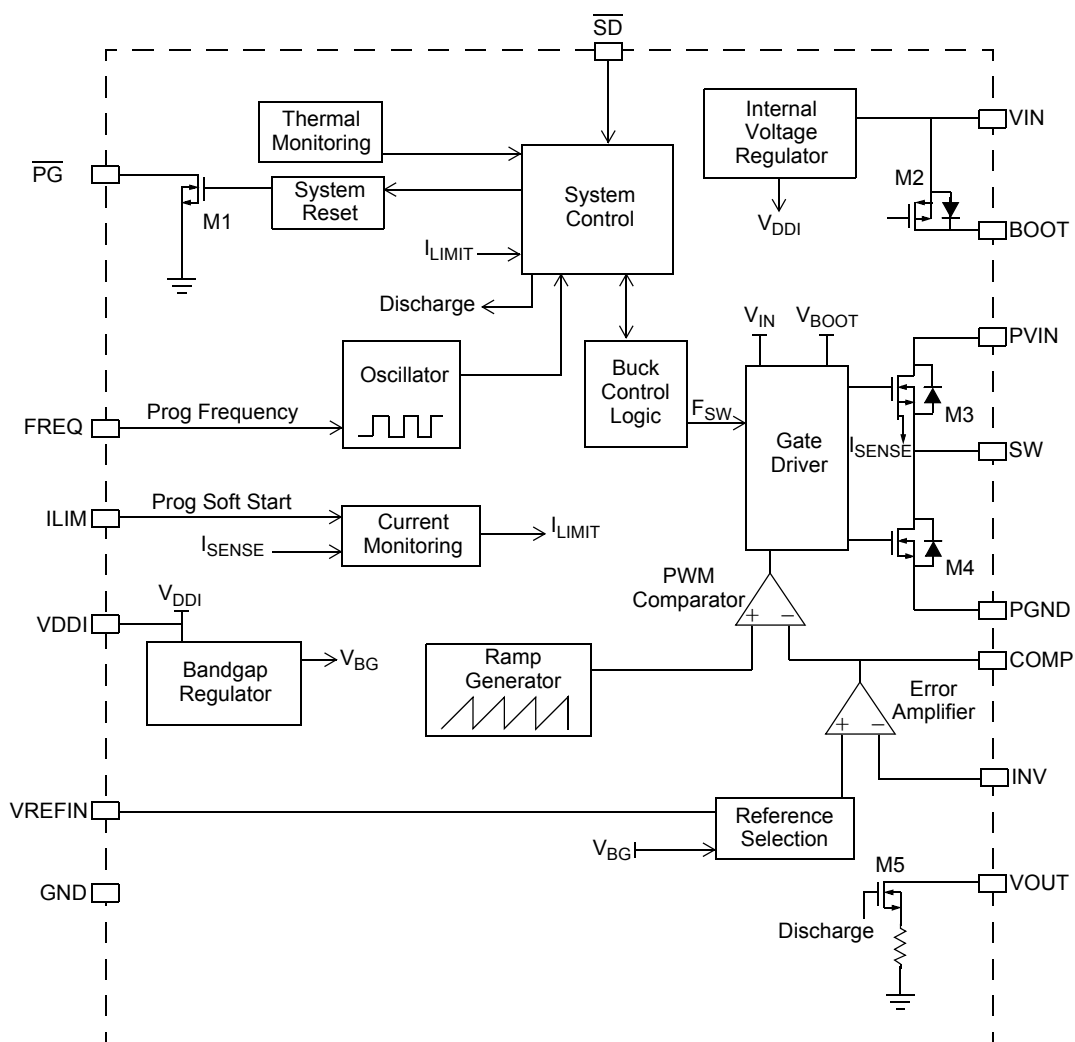 SD
Thermal
Monitoring
Internal
Voltage
Regulator
VIN
PG
M1
System
Reset
System
Control
M2
BOOT
VDDI
ILIMIT
Discharge
VIN
VBOOT
PVIN
Oscillator
Buck
Control
Logic
FREQ
Prog Frequency
FSW
Gate
Driver
M3
ISENSE
SW
ILIM
Prog Soft Start
ISENSE
Current
Monitoring
ILIMIT
M4
PWM
Comparator
+ −
PGND
VDDI
VDDI
Bandgap
Regulator
VBG
Ramp
Generator
COMP
Error
Amplifier
+ −
INV
VREFIN
Reference
Selection
VBG
GND
M5
VOUT
Discharge